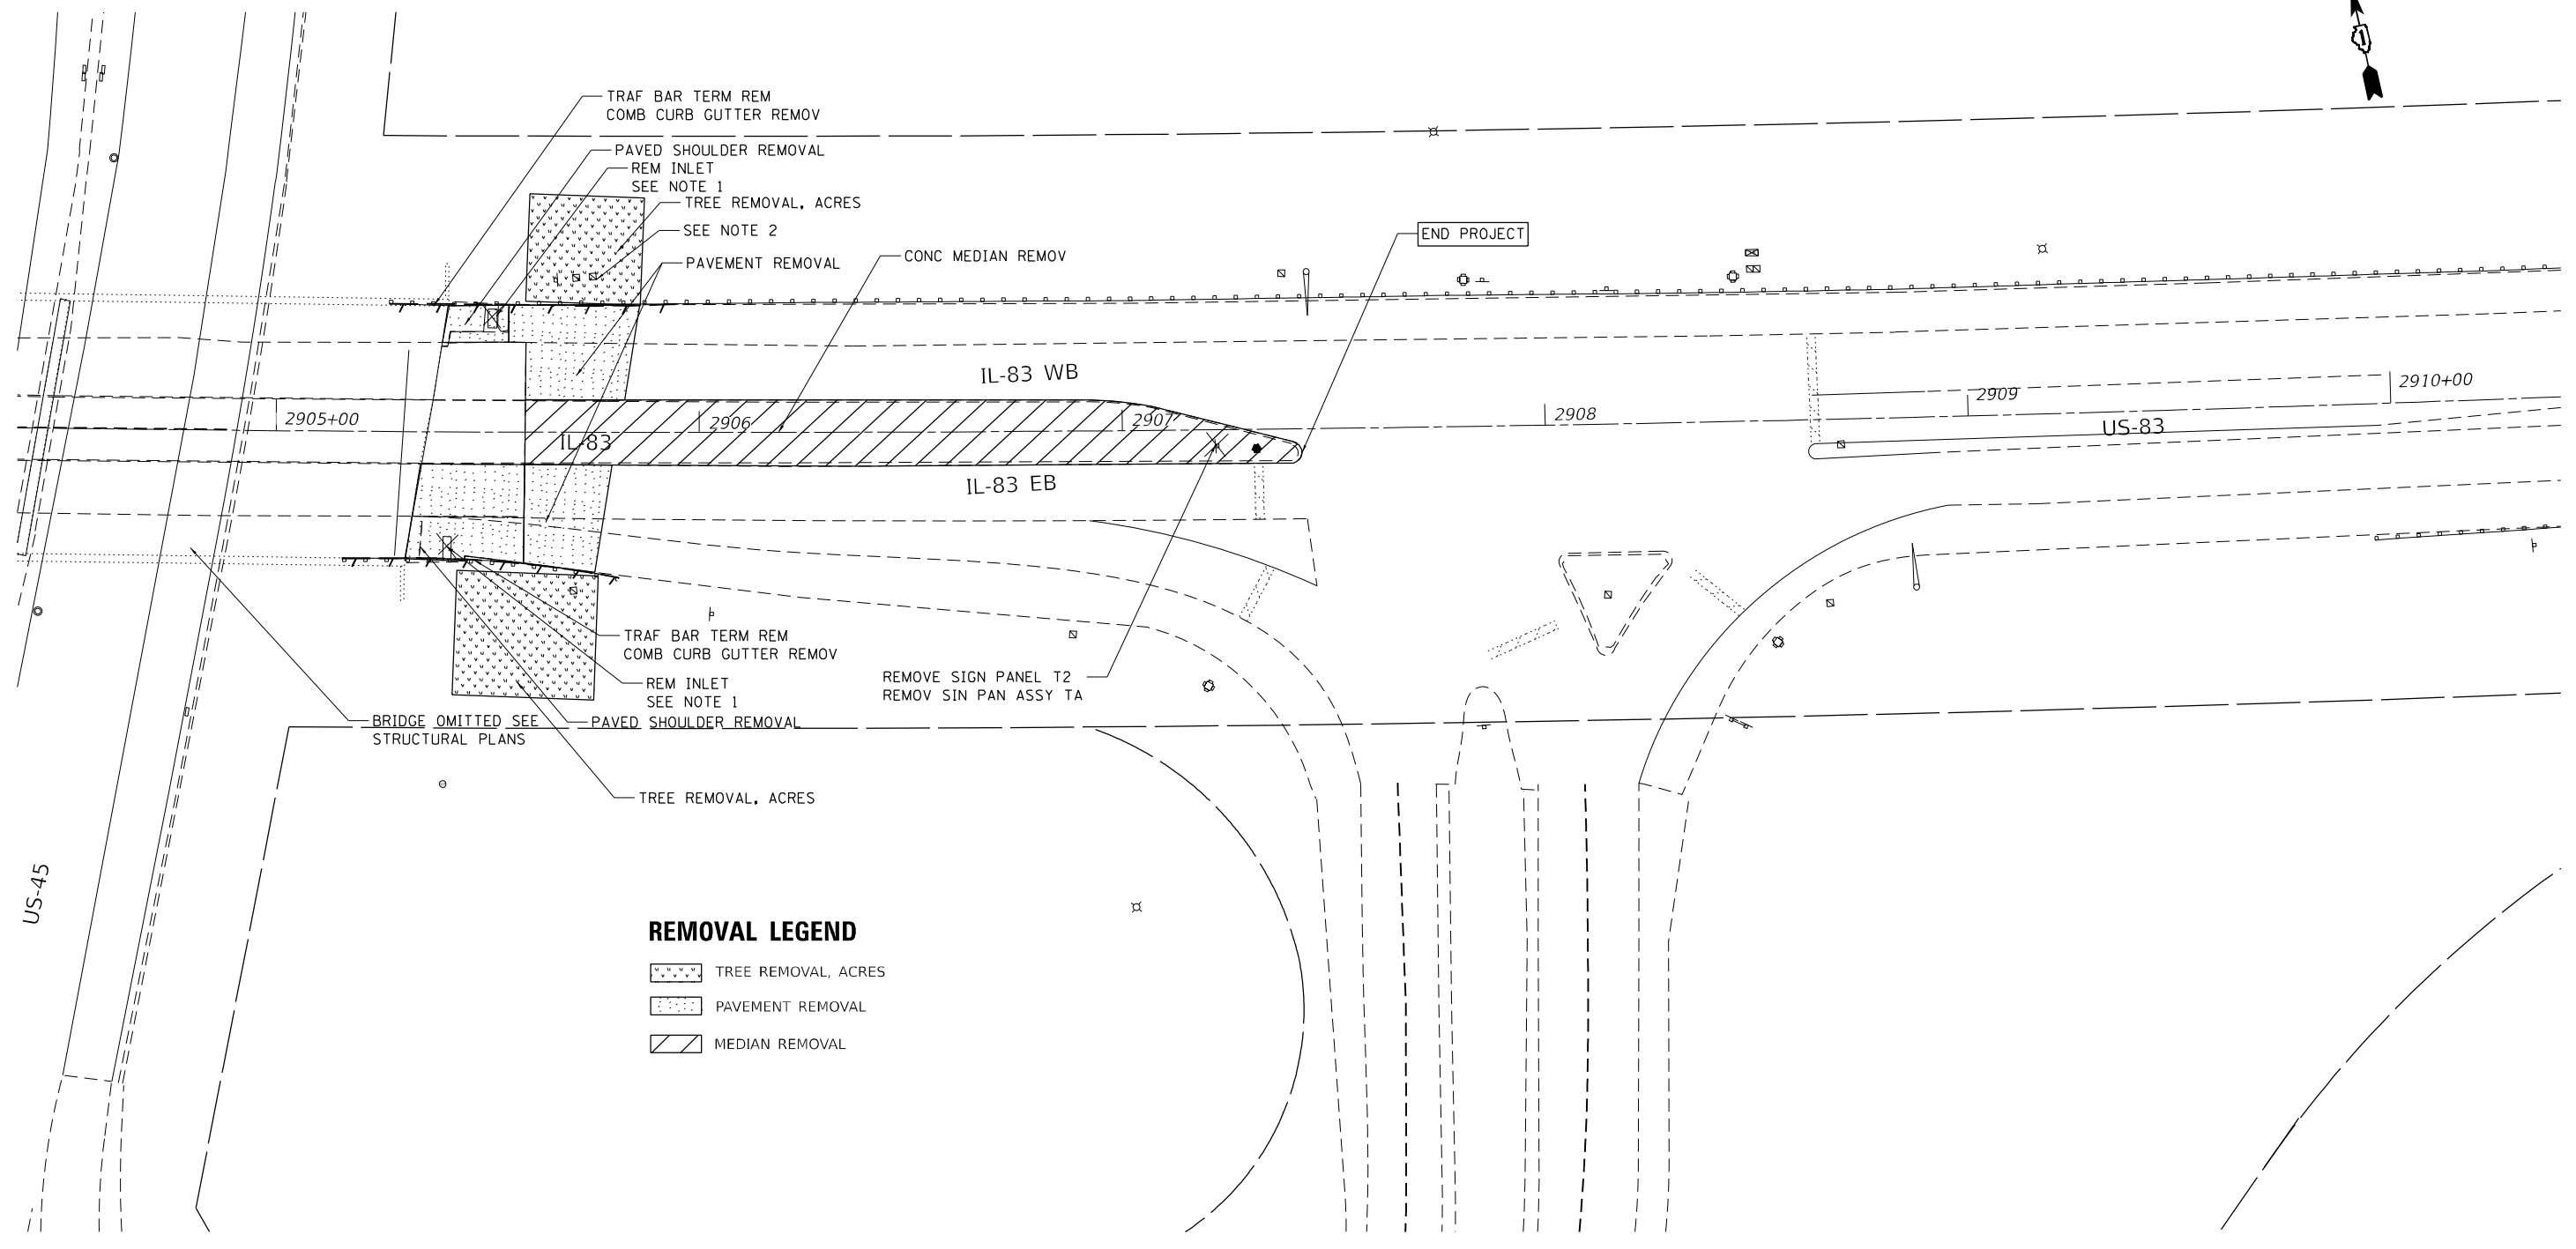 TRAF BAR TERM REM
COMB CURB GUTTER REMOV
PAVED SHOULDER REMOVAL
REM INLET
SEE NOTE 1
TREE REMOVAL, ACRES
SEE NOTE 2
PAVEMENT REMOVAL
CONC MEDIAN REMOV
END PROJECT
IL-83 WB
2905+00
2906
2907
2908
2909
2910+00
IL-83
US-83
IL-83 EB
TRAF BAR TERM REM
COMB CURB GUTTER REMOV
REM INLET
SEE NOTE 1
PAVED SHOULDER REMOVAL
REMOVE SIGN PANEL T2
REMOV SIN PAN ASSY TA
BRIDGE OMITTED SEE
STRUCTURAL PLANS
TREE REMOVAL, ACRES
US-45
REMOVAL LEGEND
TREE REMOVAL, ACRES
PAVEMENT REMOVAL
MEDIAN REMOVAL